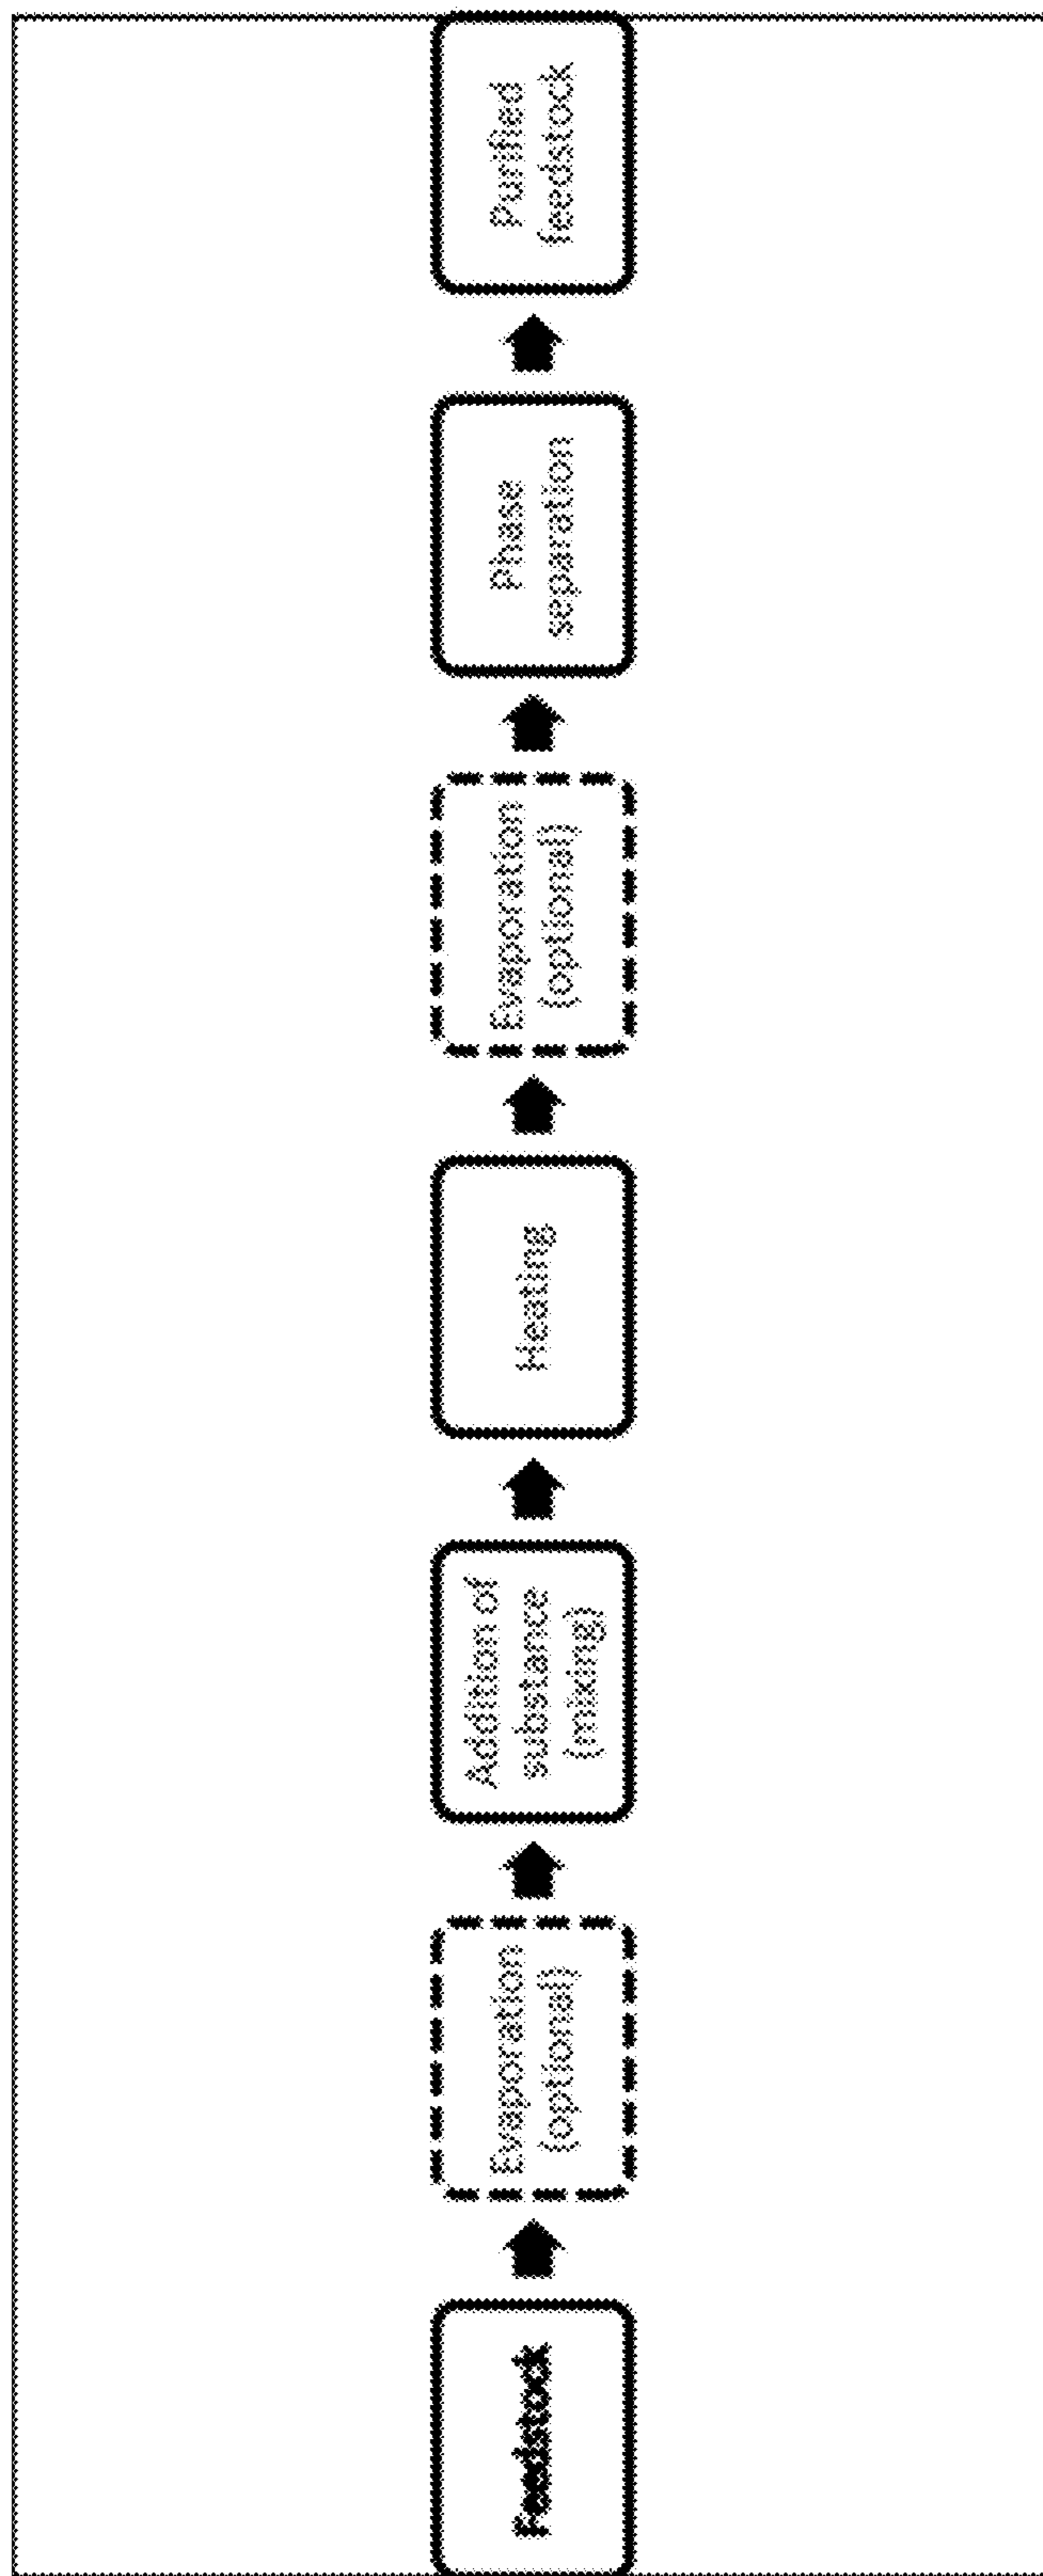 Feedstock
Evaporation
(optional)
Addition of
substance
(mixing)
Heating
Evaporation
(optional)
Phase
separation
Purified
feedstock